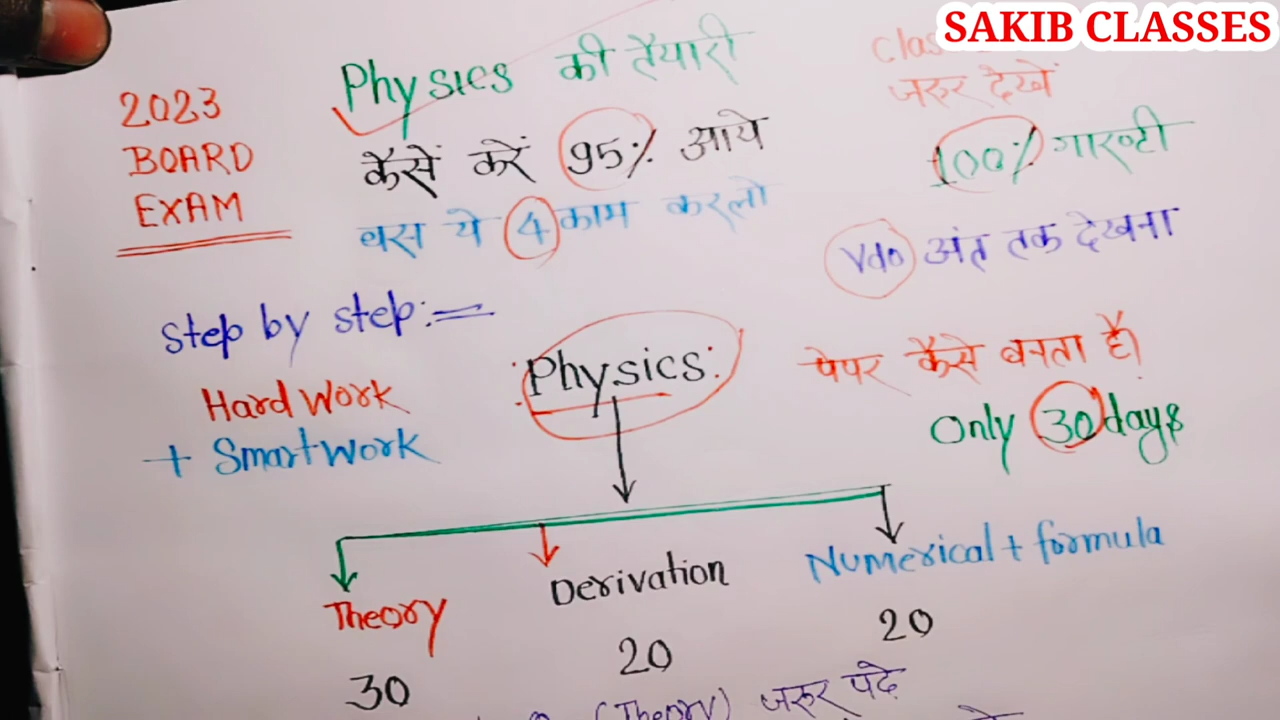 SAKIB CLASSES
2023
BOARD
EXAM
Physics की तैयारी
कैसें करें 95% आये
बस ये 4 काम करलो
जरुर देखें
100% गारण्टी
Vdo अंत तक देखना
Step by step:=
Hard Work
+ Smart Work
Physics
पेपर कैसे बनता है।
Only 30 days
Theory
Derivation
Numerical + formula
30
20
20
(Theory) जरुर पढे